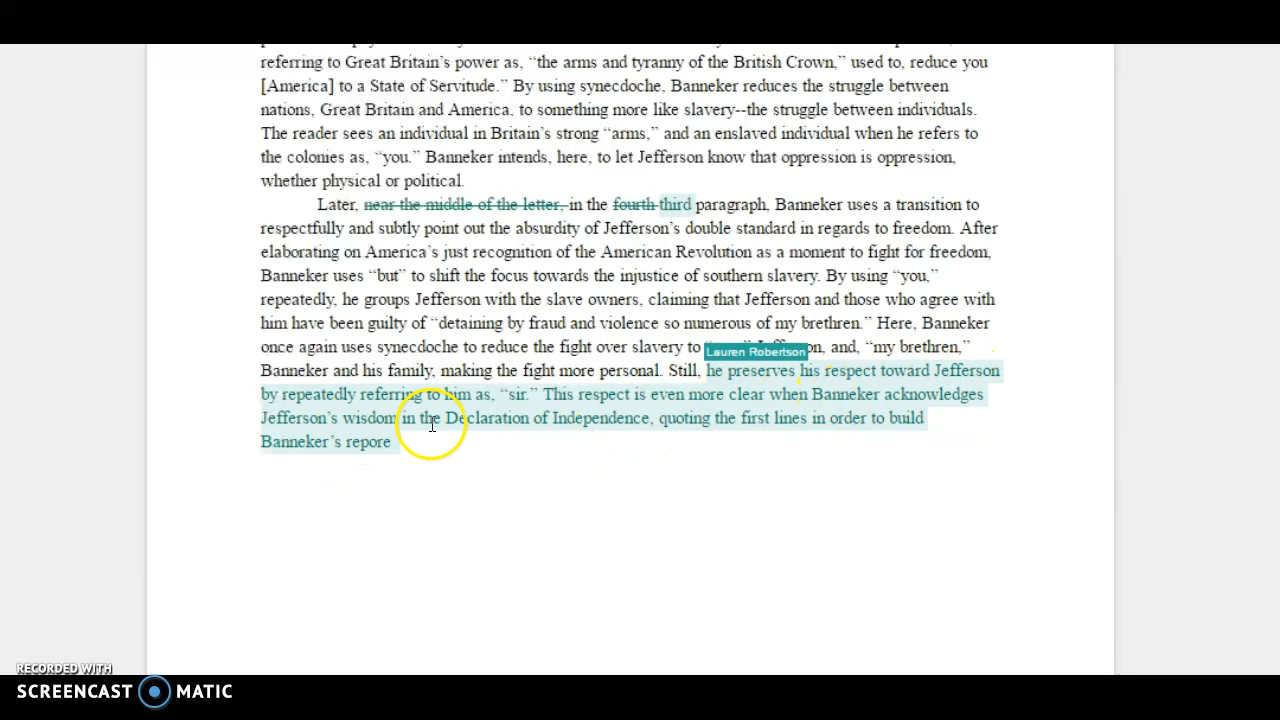 referring to Great Britain's power as, “the arms and tyranny of the British Crown,” used to, reduce you
[America] to a State of Servitude.” By using synecdoche, Banneker reduces the struggle between
nations, Great Britain and America, to something more like slavery--the struggle between individuals.
The reader sees an individual in Britain's strong “arms,” and an enslaved individual when he refers to
the colonies as, “you.” Banneker intends, here, to let Jefferson know that oppression is oppression,
whether physical or political.
Later, near the middle of the letter, in the fourth third paragraph, Banneker uses a transition to
respectfully and subtly point out the absurdity of Jefferson's double standard in regards to freedom. After
elaborating on America's just recognition of the American Revolution as a moment to fight for freedom,
Banneker uses “but” to shift the focus towards the injustice of southern slavery. By using “you,”
repeatedly, he groups Jefferson with the slave owners, claiming that Jefferson and those who agree with
him have been guilty of “detaining by fraud and violence so numerous of my brethren.” Here, Banneker
once again uses synecdoche to reduce the fight over slavery to and, “my brethren,”
Lauren Robertson
Banneker and his family, making the fight more personal. Still, he preserves his respect toward Jefferson
by repeatedly referring to him as, “sir.” This respect is even more clear when Banneker acknowledges
Jefferson's wisdom in the Declaration of Independence, quoting the first lines in order to build
Banneker's repore
RECORDED WITH
SCREENCAST MATIC